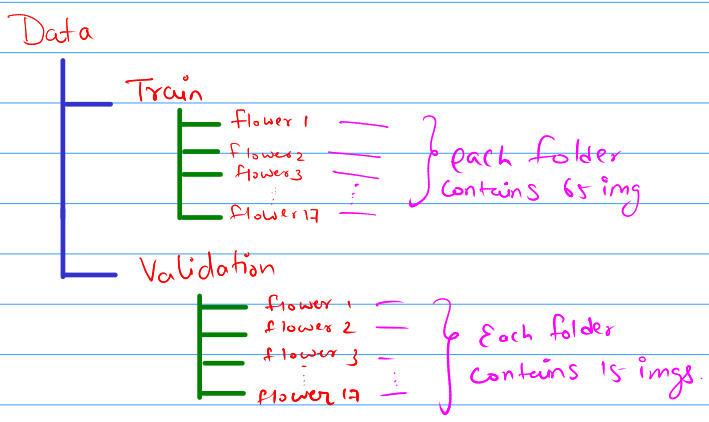 Data
Train
flower 1
flower 2
flower 3
flower 17
each folder
contains 65 img
Validation
flower 1
flower 2
flower 3
flower 17
Each folder
contains 15 imgs.